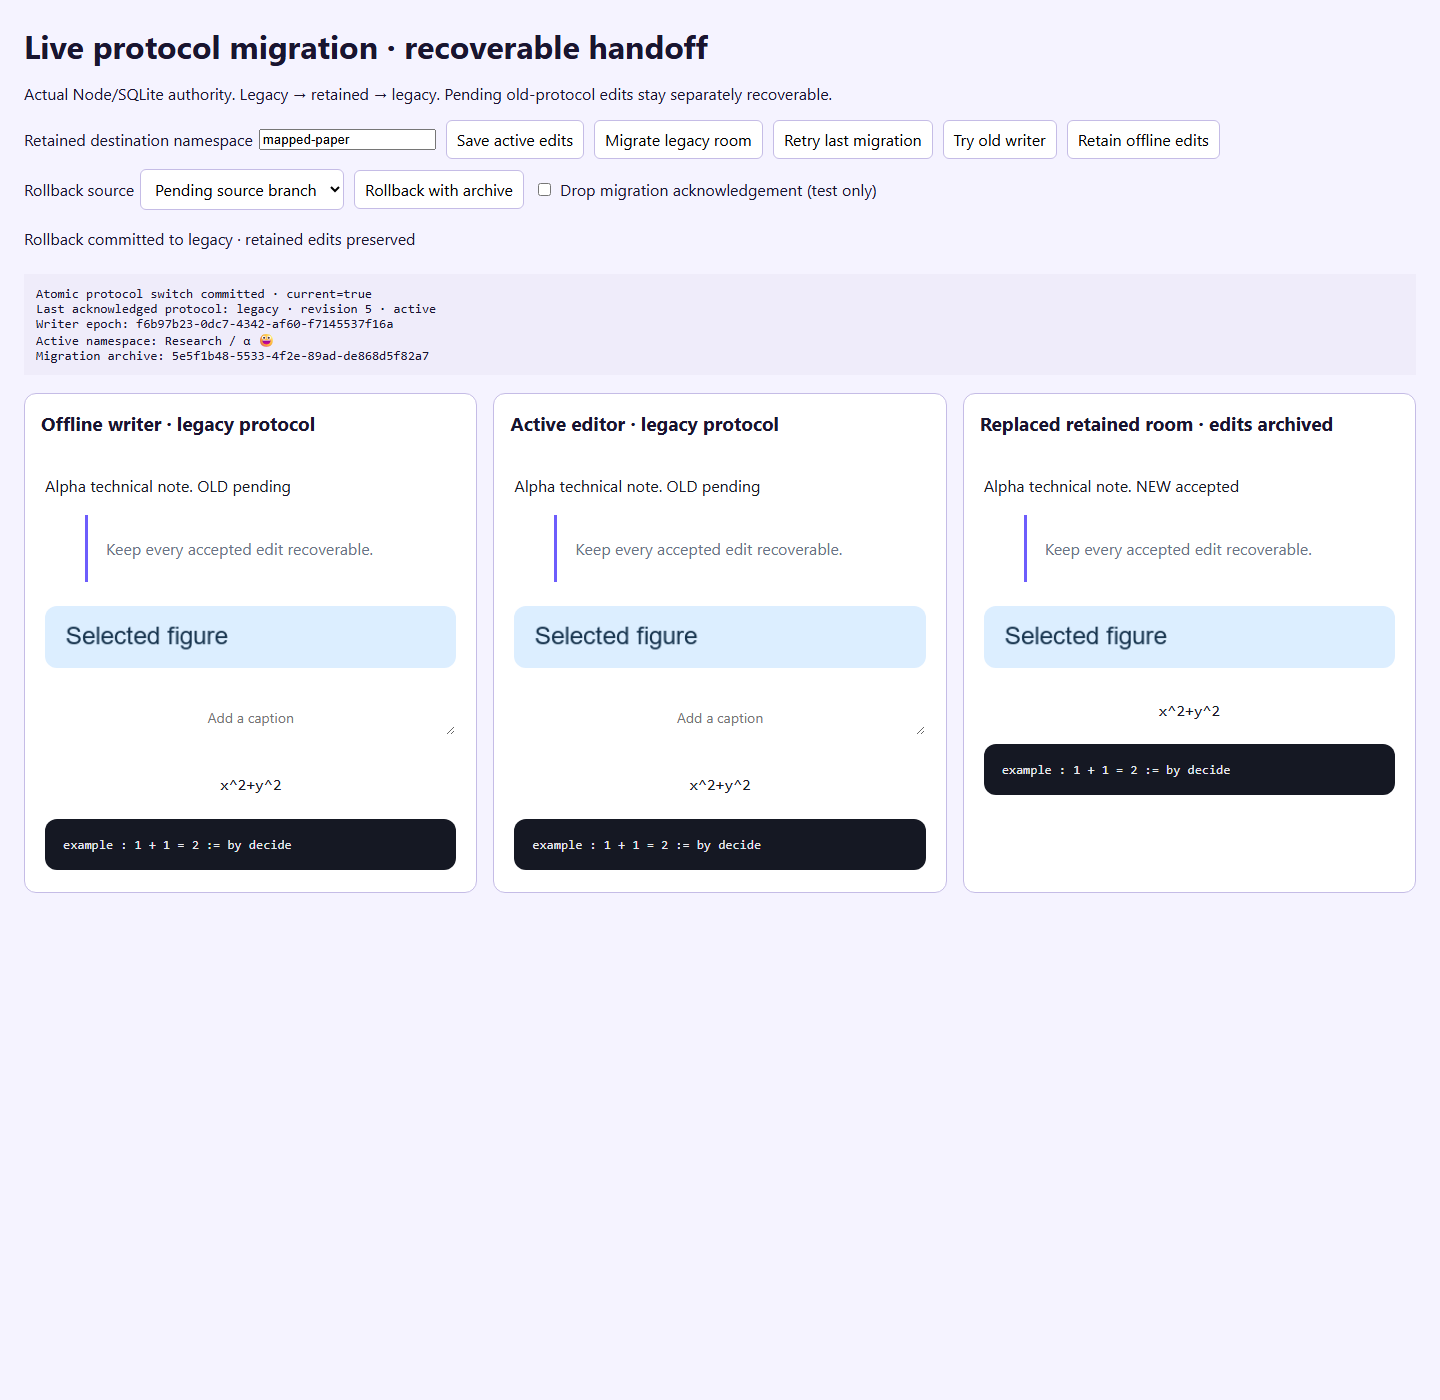 Live protocol migration · recoverable handoff
Actual Node/SQLite authority. Legacy → retained → legacy. Pending old-protocol edits stay separately recoverable.
Retained destination namespace mapped-paper Save active edits Migrate legacy room Retry last migration Try old writer Retain offline edits
Rollback source Pending source branch Rollback with archive Drop migration acknowledgement (test only)
Rollback committed to legacy · retained edits preserved
Atomic protocol switch committed · current=true
Last acknowledged protocol: legacy · revision 5 · active
Writer epoch: f6b97b23-0dc7-4342-af60-f7145537f16a
Active namespace: Research / α 😀
Migration archive: 5e5f1b48-5533-4f2e-89ad-de868d5f82a7
Offline writer · legacy protocol
Alpha technical note. OLD pending
Keep every accepted edit recoverable.
Selected figure
Add a caption
x^2+y^2
example : 1 + 1 = 2 := by decide
Active editor · legacy protocol
Alpha technical note. OLD pending
Keep every accepted edit recoverable.
Selected figure
Add a caption
x^2+y^2
example : 1 + 1 = 2 := by decide
Replaced retained room · edits archived
Alpha technical note. NEW accepted
Keep every accepted edit recoverable.
Selected figure
x^2+y^2
example : 1 + 1 = 2 := by decide